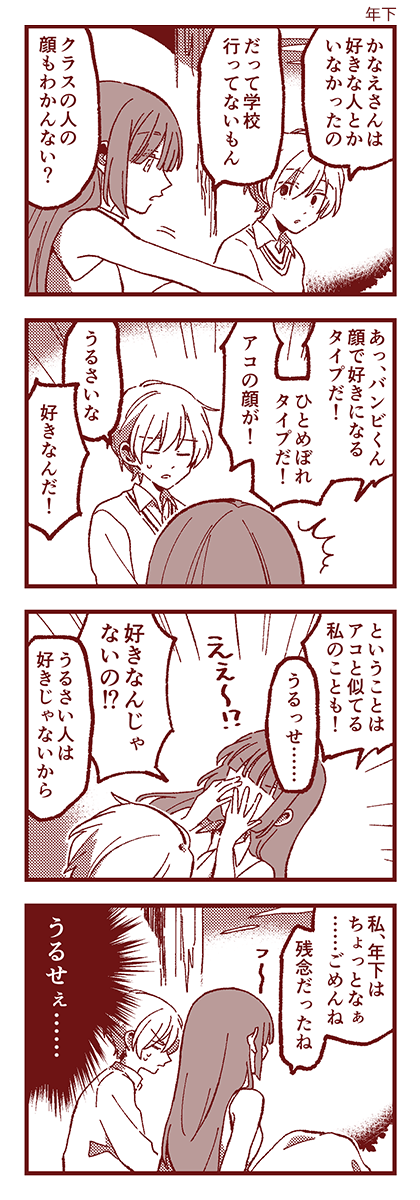 年下
かなえさんは
好きな人とか
いなかったの
だって学校
行ってないもん
クラスの人の
顔もわかんない？
あっ、バンビくん
顔で好きになる
タイプだ！
ひとめぼれ
タイプだ！
アコの顔が！
うるさいな
好きなんだ！
ということは
アコと似てる
私のことも！
うるっせ……
ええ〜!?
好きなんじゃ
ないの!?
うるさい人は
好きじゃないから
私、年下は
ちょっとなぁ
……ごめんね
残念だったね
フ〜
うるせぇ……